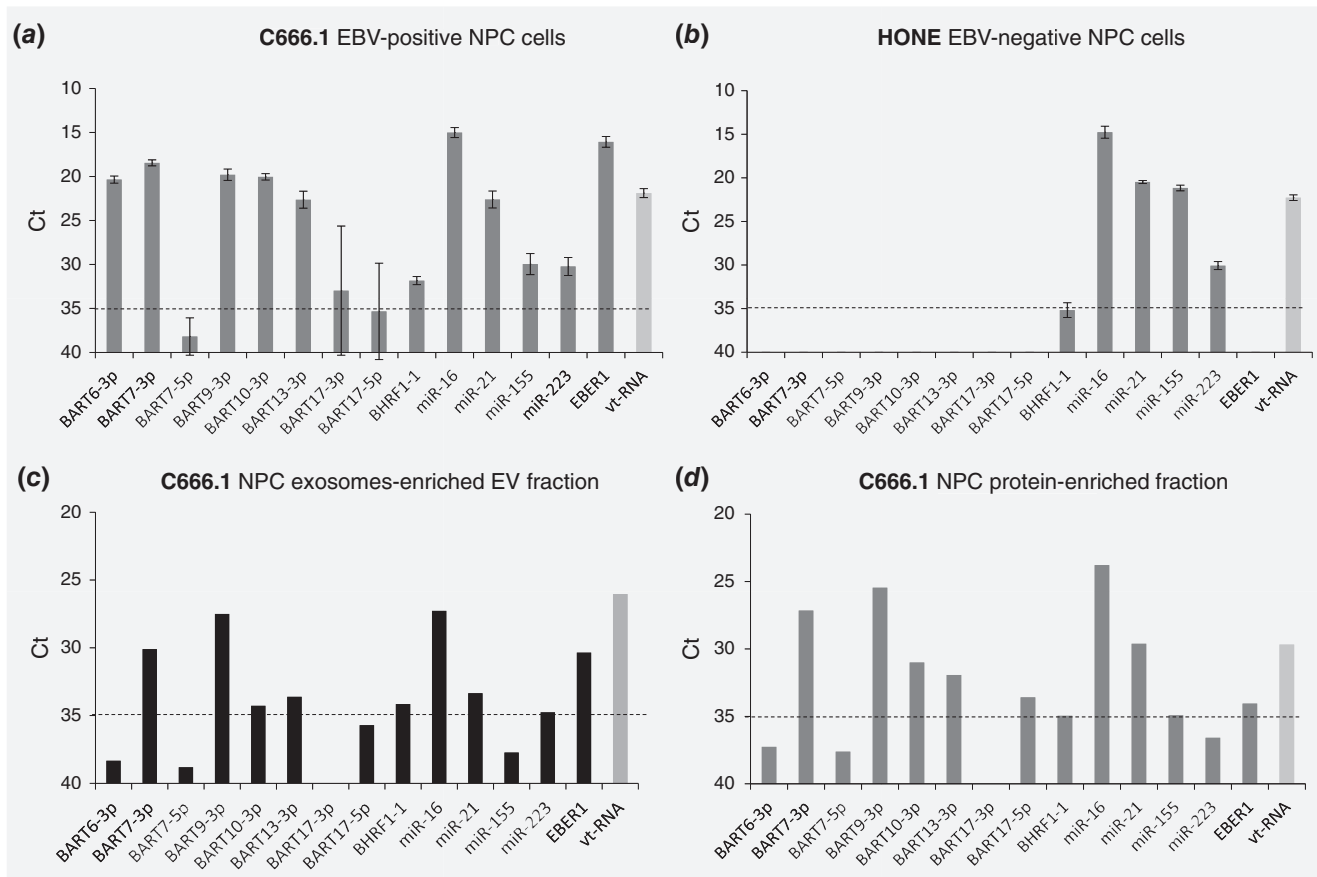 (a) C666.1 EBV-positive NPC cells
10
15
20
25
30
35
40
Ct
BART6-3p
BART7-3p
BART7-5p
BART9-3p
BART10-3p
BART13-3p
BART17-3p
BART17-5p
BHRF1-1
miR-16
miR-21
miR-155
miR-223
EBER1
vt-RNA
(b) HONE EBV-negative NPC cells
10
15
20
25
30
35
40
Ct
BART6-3p
BART7-3p
BART7-5p
BART9-3p
BART10-3p
BART13-3p
BART17-3p
BART17-5p
BHRF1-1
miR-16
miR-21
miR-155
miR-223
EBER1
vt-RNA
(c) C666.1 NPC exosomes-enriched EV fraction
20
25
30
35
40
Ct
BART6-3p
BART7-3p
BART7-5p
BART9-3p
BART10-3p
BART13-3p
BART17-3p
BART17-5p
BHRF1-1
miR-16
miR-21
miR-155
miR-223
EBER1
vt-RNA
(d) C666.1 NPC protein-enriched fraction
20
25
30
35
40
Ct
BART6-3p
BART7-3p
BART7-5p
BART9-3p
BART10-3p
BART13-3p
BART17-3p
BART17-5p
BHRF1-1
miR-16
miR-21
miR-155
miR-223
EBER1
vt-RNA